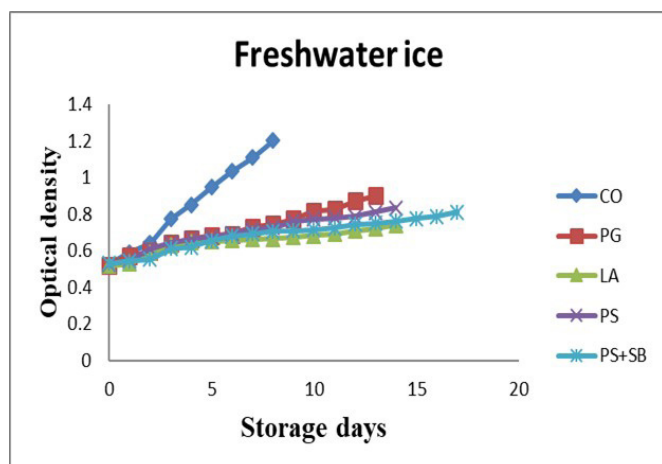 Freshwater ice
Optical density
1.4
1.2
1
0.8
0.6
0.4
0.2
0
0 5 10 15 20
Storage days
CO
PG
LA
PS
PS+SB